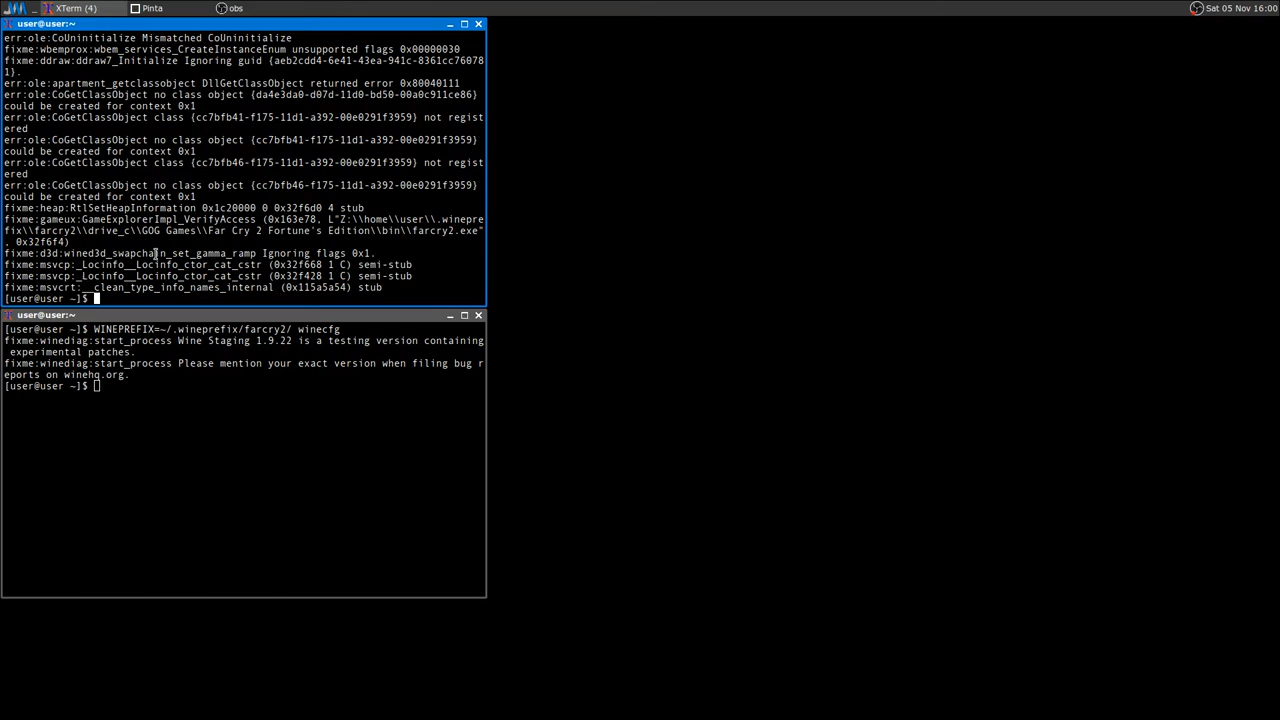 XTerm (4)
Pinta
obs
Sat 05 Nov 16:00
user@user:~
err:ole:CoUninitialize Mismatched CoUninitialize
fixme:wbemprox:wbem_services_CreateInstanceEnum unsupported flags 0x00000030
fixme:ddraw:ddraw7_Initialize Ignoring guid {aeb2cdd4-6e41-43ea-941c-8361cc76078
1}.
err:ole:apartment_getclassobject DllGetClassObject returned error 0x80040111
err:ole:CoGetClassObject no class object {da4e3da0-d07d-11d0-bd50-00a0c911ce86}
could be created for context 0x1
err:ole:CoGetClassObject class {cc7bfb41-f175-11d1-a392-00e0291f3959} not regist
ered
err:ole:CoGetClassObject no class object {cc7bfb41-f175-11d1-a392-00e0291f3959}
could be created for context 0x1
err:ole:CoGetClassObject class {cc7bfb46-f175-11d1-a392-00e0291f3959} not regist
ered
err:ole:CoGetClassObject no class object {cc7bfb46-f175-11d1-a392-00e0291f3959}
could be created for context 0x1
fixme:heap:RtlSetHeapInformation 0x1c20000 0 0x32f6d0 4 stub
fixme:gameux:GameExplorerImpl_VerifyAccess (0x163e78, L"Z:\\home\\user\\.winepre
fix\\farcry2\\drive_c\\GOG Games\\Far Cry 2 Fortune's Edition\\bin\\farcry2.exe"
, 0x32f6f4)
fixme:d3d:wined3d_swapchain_set_gamma_ramp Ignoring flags 0x1.
fixme:msvcp:_Locinfo__Locinfo_ctor_cat_cstr (0x32f668 1 C) semi-stub
fixme:msvcp:_Locinfo__Locinfo_ctor_cat_cstr (0x32f428 1 C) semi-stub
fixme:msvcrt:__clean_type_info_names_internal (0x115a5a54) stub
[user@user ~]$
user@user:~
[user@user ~]$ WINEPREFIX=~/.wineprefix/farcry2/ winecfg
fixme:winediag:start_process Wine Staging 1.9.22 is a testing version containing
experimental patches.
fixme:winediag:start_process Please mention your exact version when filing bug r
eports on winehq.org.
[user@user ~]$